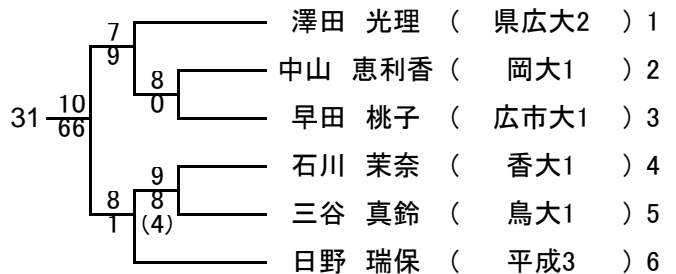 澤田 光理 ( 県広大2 ) 1
7
9
中山 恵利香 ( 岡大1 ) 2
8
0
早田 桃子 ( 広市大1 ) 3
31
10
66
石川 茉奈 ( 香大1 ) 4
9
8
(4)
三谷 真鈴 ( 鳥大1 ) 5
8
1
日野 瑞保 ( 平成3 ) 6